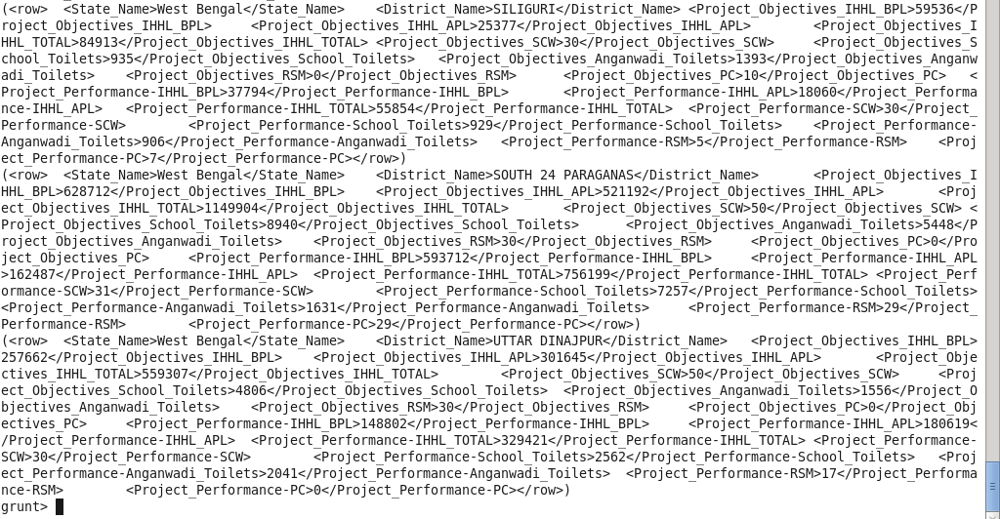 (<row>  <State_Name>West Bengal</State_Name>    <District_Name>SILIGURI</District_Name> <Project_Objectives_IHHL_BPL>59536</P
roject_Objectives_IHHL_BPL>     <Project_Objectives_IHHL_APL>25377</Project_Objectives_IHHL_APL>        <Project_Objectives_I
HHL_TOTAL>84913</Project_Objectives_IHHL_TOTAL> <Project_Objectives_SCW>30</Project_Objectives_SCW>     <Project_Objectives_S
chool_Toilets>935</Project_Objectives_School_Toilets>   <Project_Objectives_Anganwadi_Toilets>1393</Project_Objectives_Anganw
adi_Toilets>    <Project_Objectives_RSM>0</Project_Objectives_RSM>      <Project_Objectives_PC>10</Project_Objectives_PC>   <
Project_Performance-IHHL_BPL>37794</Project_Performance-IHHL_BPL>       <Project_Performance-IHHL_APL>18060</Project_Performa
nce-IHHL_APL>   <Project_Performance-IHHL_TOTAL>55854</Project_Performance-IHHL_TOTAL>  <Project_Performance-SCW>30</Project_
Performance-SCW>        <Project_Performance-School_Toilets>929</Project_Performance-School_Toilets>    <Project_Performance-
Anganwadi_Toilets>906</Project_Performance-Anganwadi_Toilets>   <Project_Performance-RSM>5</Project_Performance-RSM>    <Proj
ect_Performance-PC>7</Project_Performance-PC></row>)
(<row>  <State_Name>West Bengal</State_Name>    <District_Name>SOUTH 24 PARAGANAS</District_Name>       <Project_Objectives_I
HHL_BPL>628712</Project_Objectives_IHHL_BPL>    <Project_Objectives_IHHL_APL>521192</Project_Objectives_IHHL_APL>       <Proj
ect_Objectives_IHHL_TOTAL>1149904</Project_Objectives_IHHL_TOTAL>       <Project_Objectives_SCW>50</Project_Objectives_SCW> <
Project_Objectives_School_Toilets>8940</Project_Objectives_School_Toilets>      <Project_Objectives_Anganwadi_Toilets>5448</P
roject_Objectives_Anganwadi_Toilets>    <Project_Objectives_RSM>30</Project_Objectives_RSM>     <Project_Objectives_PC>0</Pro
ject_Objectives_PC>     <Project_Performance-IHHL_BPL>593712</Project_Performance-IHHL_BPL>     <Project_Performance-IHHL_APL
>162487</Project_Performance-IHHL_APL>  <Project_Performance-IHHL_TOTAL>756199</Project_Performance-IHHL_TOTAL> <Project_Perf
ormance-SCW>31</Project_Performance-SCW>        <Project_Performance-School_Toilets>7257</Project_Performance-School_Toilets>
<Project_Performance-Anganwadi_Toilets>1631</Project_Performance-Anganwadi_Toilets>     <Project_Performance-RSM>29</Project_
Performance-RSM>        <Project_Performance-PC>29</Project_Performance-PC></row>)
(<row>  <State_Name>West Bengal</State_Name>    <District_Name>UTTAR DINAJPUR</District_Name>   <Project_Objectives_IHHL_BPL>
257662</Project_Objectives_IHHL_BPL>    <Project_Objectives_IHHL_APL>301645</Project_Objectives_IHHL_APL>       <Project_Obje
ctives_IHHL_TOTAL>559307</Project_Objectives_IHHL_TOTAL>        <Project_Objectives_SCW>50</Project_Objectives_SCW>     <Proj
ect_Objectives_School_Toilets>4806</Project_Objectives_School_Toilets>  <Project_Objectives_Anganwadi_Toilets>1556</Project_O
bjectives_Anganwadi_Toilets>    <Project_Objectives_RSM>30</Project_Objectives_RSM>     <Project_Objectives_PC>0</Project_Obj
ectives_PC>     <Project_Performance-IHHL_BPL>148802</Project_Performance-IHHL_BPL>     <Project_Performance-IHHL_APL>180619<
/Project_Performance-IHHL_APL>  <Project_Performance-IHHL_TOTAL>329421</Project_Performance-IHHL_TOTAL> <Project_Performance-
SCW>30</Project_Performance-SCW>        <Project_Performance-School_Toilets>2562</Project_Performance-School_Toilets>   <Proj
ect_Performance-Anganwadi_Toilets>2041</Project_Performance-Anganwadi_Toilets>  <Project_Performance-RSM>17</Project_Performa
nce-RSM>        <Project_Performance-PC>0</Project_Performance-PC></row>)
grunt>